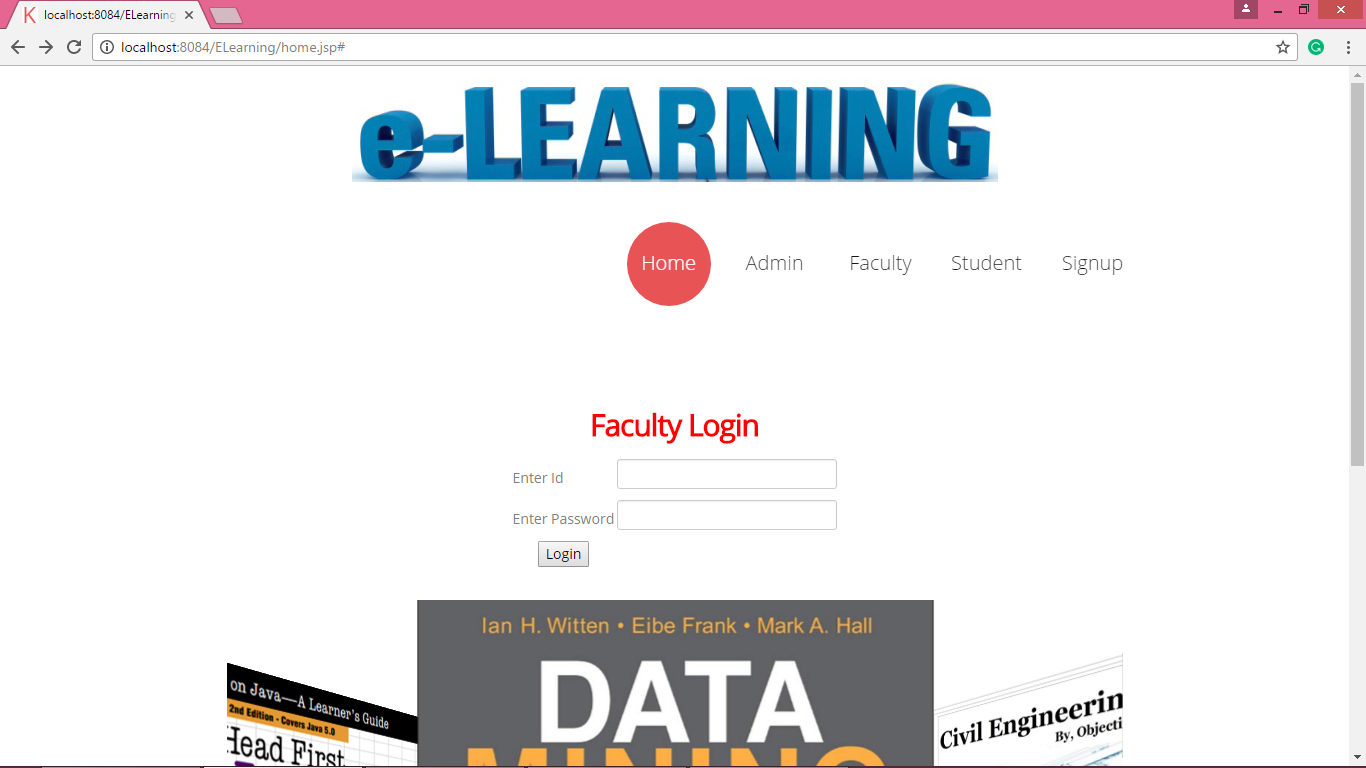 localhost:8084/ELearning
localhost:8084/ELearning/home.jsp#
e-LEARNING
Home Admin Faculty Student Signup
Faculty Login
Enter Id
Enter Password
Login
Ian H. Witten • Eibe Frank • Mark A. Hall
DATA
MINING
on Java—A Learner's Guide
2nd Edition - Covers Java 5.0
Head First
Civil Engineerin
By, Objecti